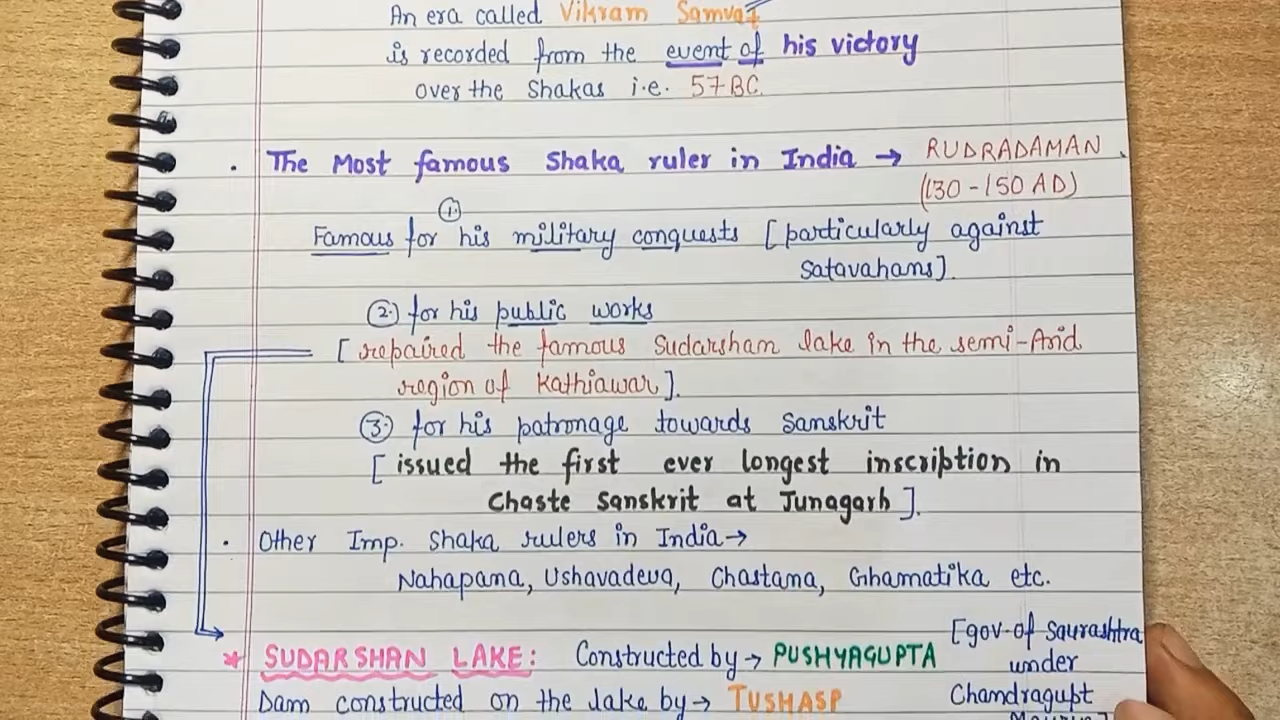 An era called Vikram Samvat
is recorded from the event of his victory
over the Shakas i.e. 57 BC.
• The Most famous Shaka ruler in India → RUDRADAMAN
(130-150 AD)
① Famous for his military conquests [particularly against
Satavahans].
② for his public works
[repaired the famous Sudarsham lake in the semi-Arid
region of Kathiawar].
③ for his patronage towards Sanskrit
[issued the first ever longest inscription in
Chaste Sanskrit at Junagarh].
• Other Imp. Shaka rulers in India →
Nahapana, Ushavadeva, Chastana, Ghamatika etc.
* SUDARSHAN LAKE: Constructed by → PUSHYAGUPTA [gov. of Saurashtra
under
Dam constructed on the lake by → TUSHASP Chandragupt
Maurya]